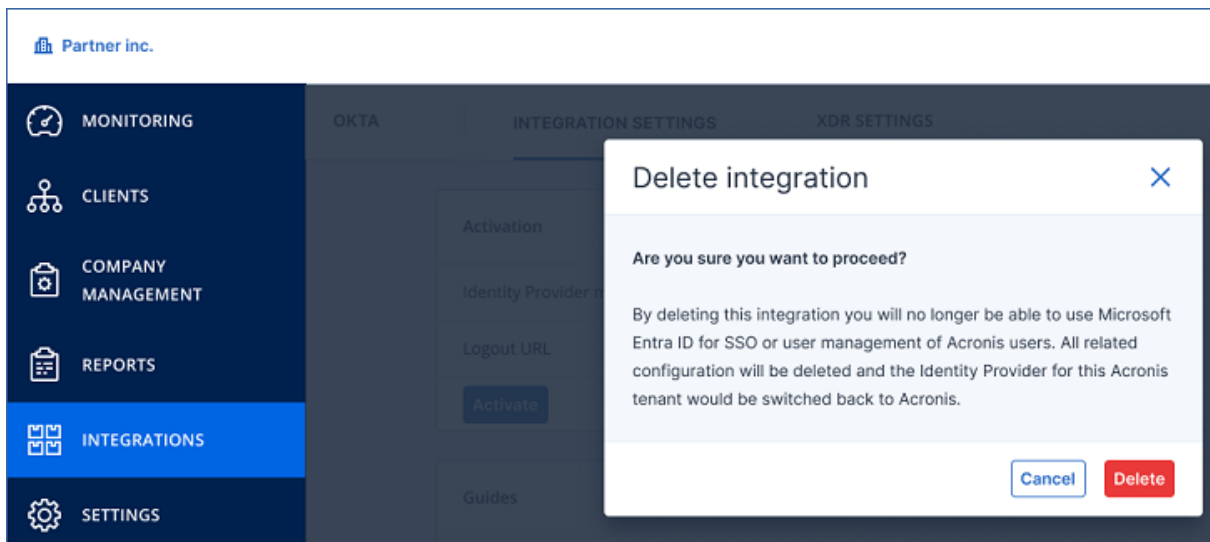 Partner inc.
MONITORING
CLIENTS
COMPANY
MANAGEMENT
REPORTS
INTEGRATIONS
SETTINGS
OKTA
INTEGRATION SETTINGS
XDR SETTINGS
Activation
Identity Provider
Logout URL
Activate
Guides
Delete integration
Are you sure you want to proceed?
By deleting this integration you will no longer be able to use Microsoft
Entra ID for SSO or user management of Acronis users. All related
configuration will be deleted and the Identity Provider for this Acronis
tenant would be switched back to Acronis.
Cancel
Delete